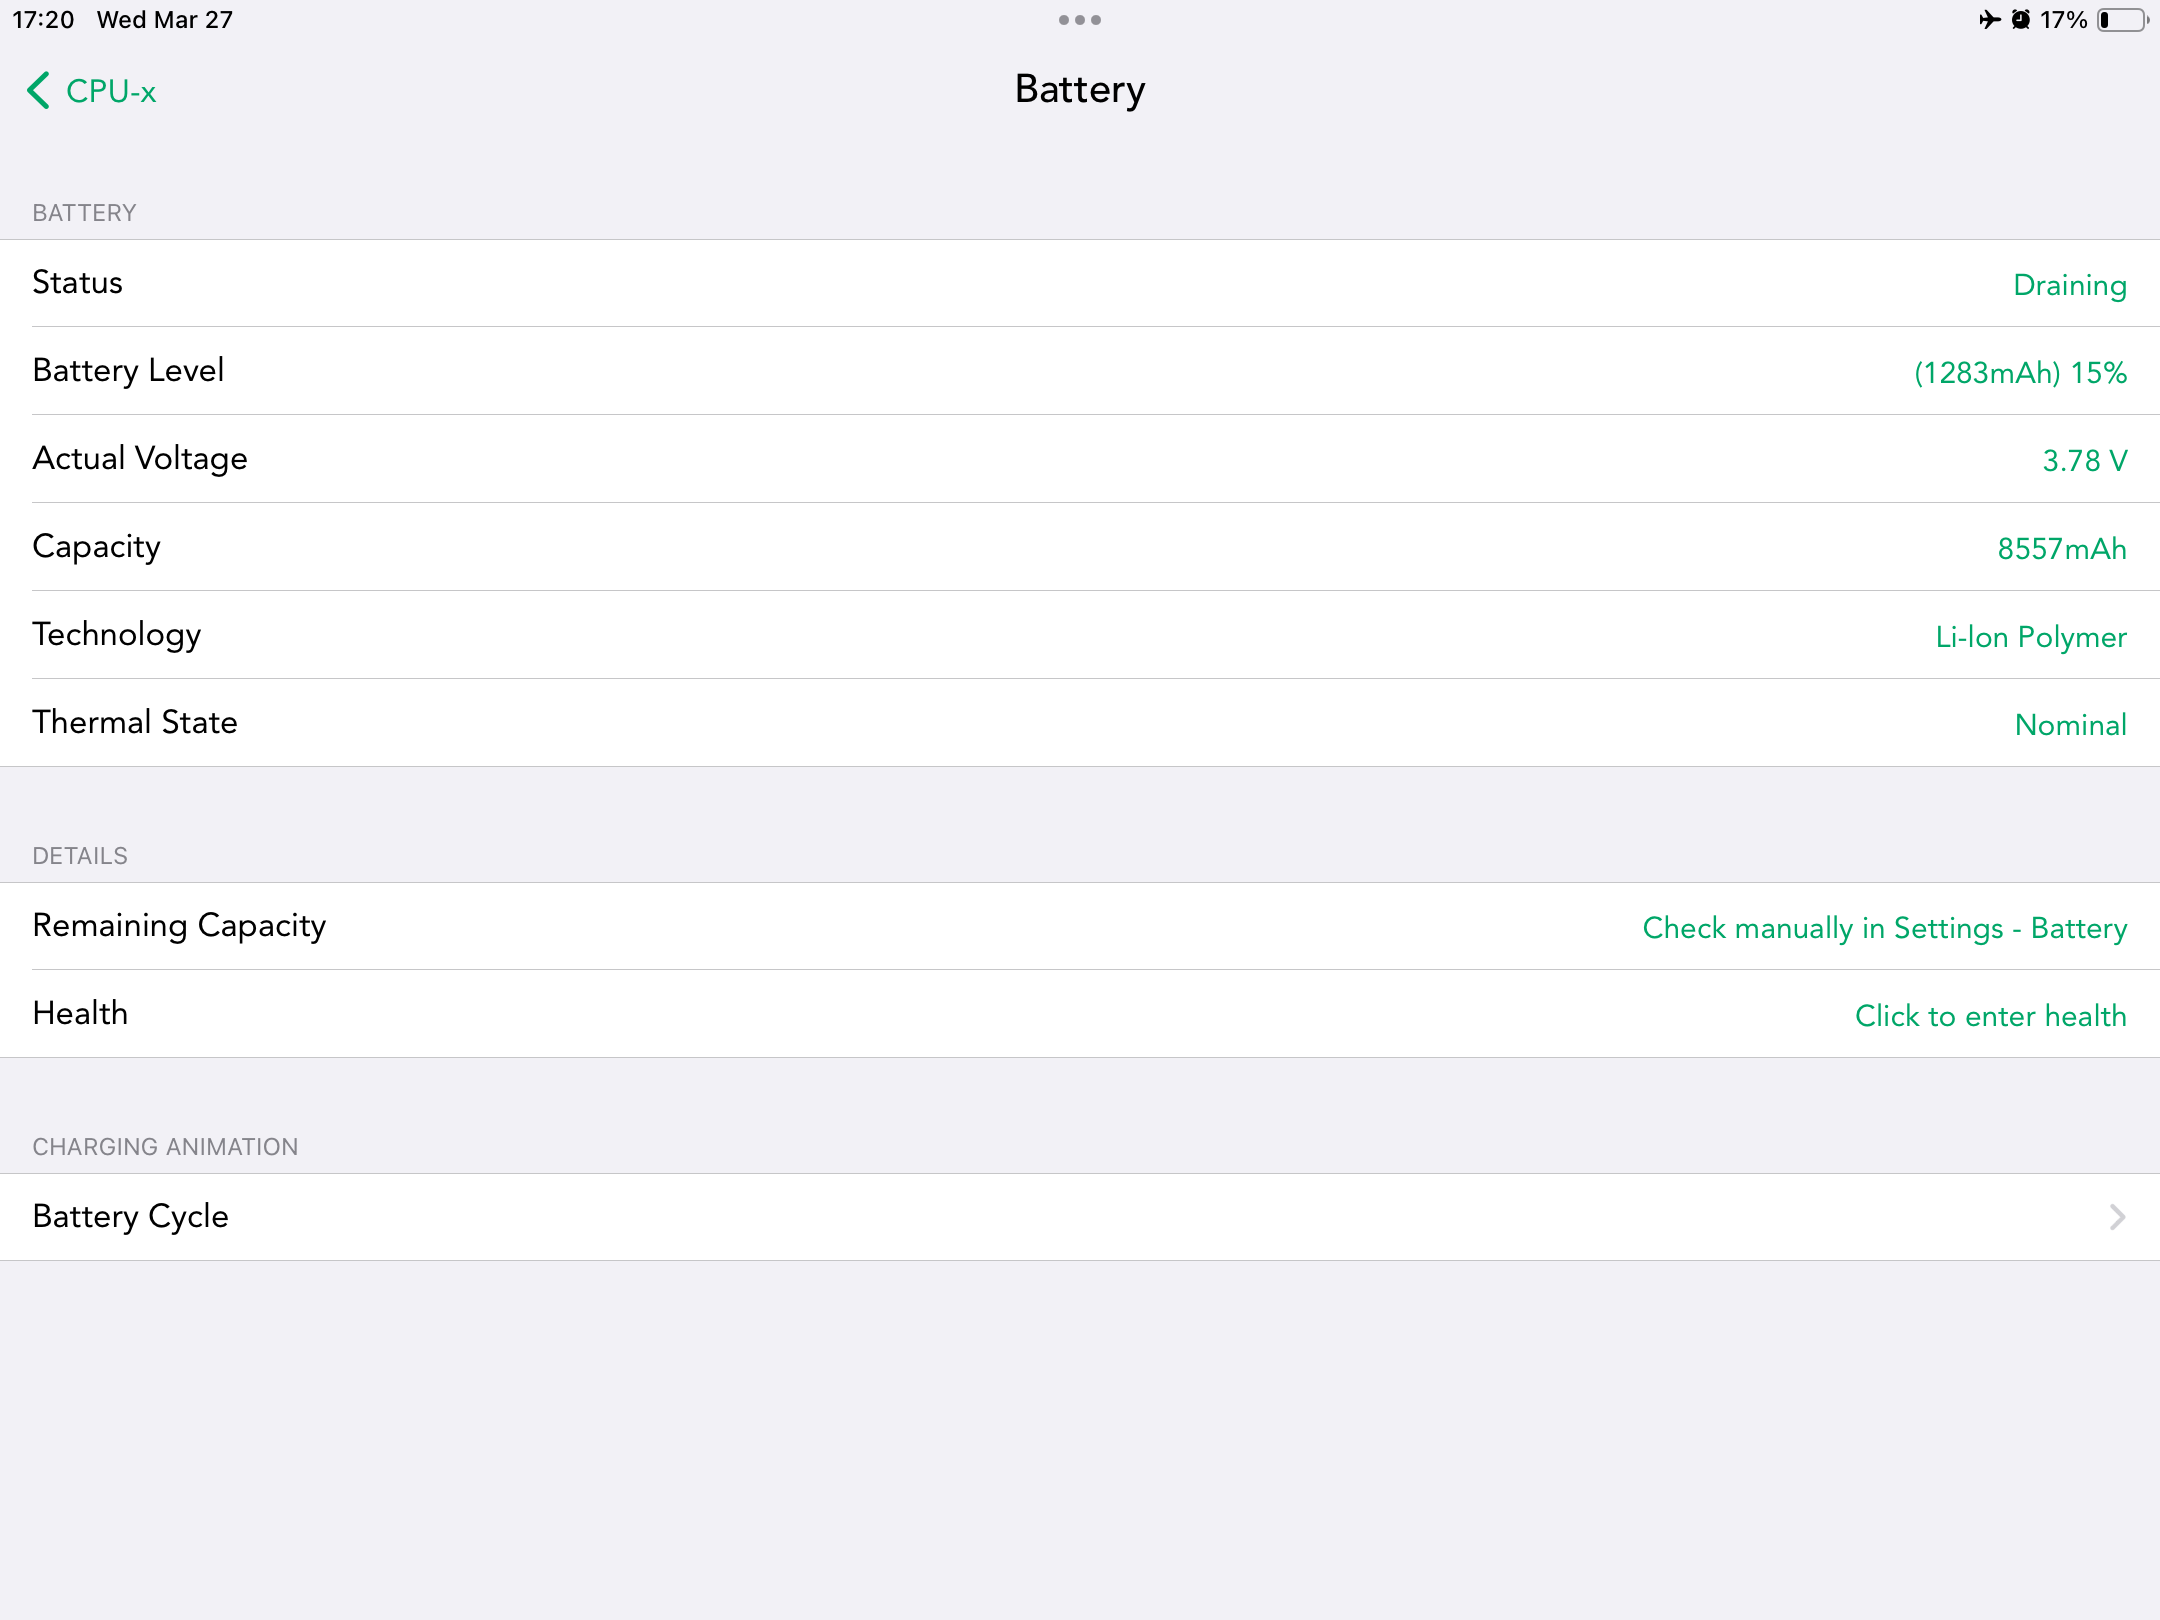 17:20 Wed Mar 27
17%
CPU-x
Battery
BATTERY
Status Draining
Battery Level (1283mAh) 15%
Actual Voltage 3.78 V
Capacity 8557mAh
Technology Li-Ion Polymer
Thermal State Nominal
DETAILS
Remaining Capacity Check manually in Settings - Battery
Health Click to enter health
CHARGING ANIMATION
Battery Cycle